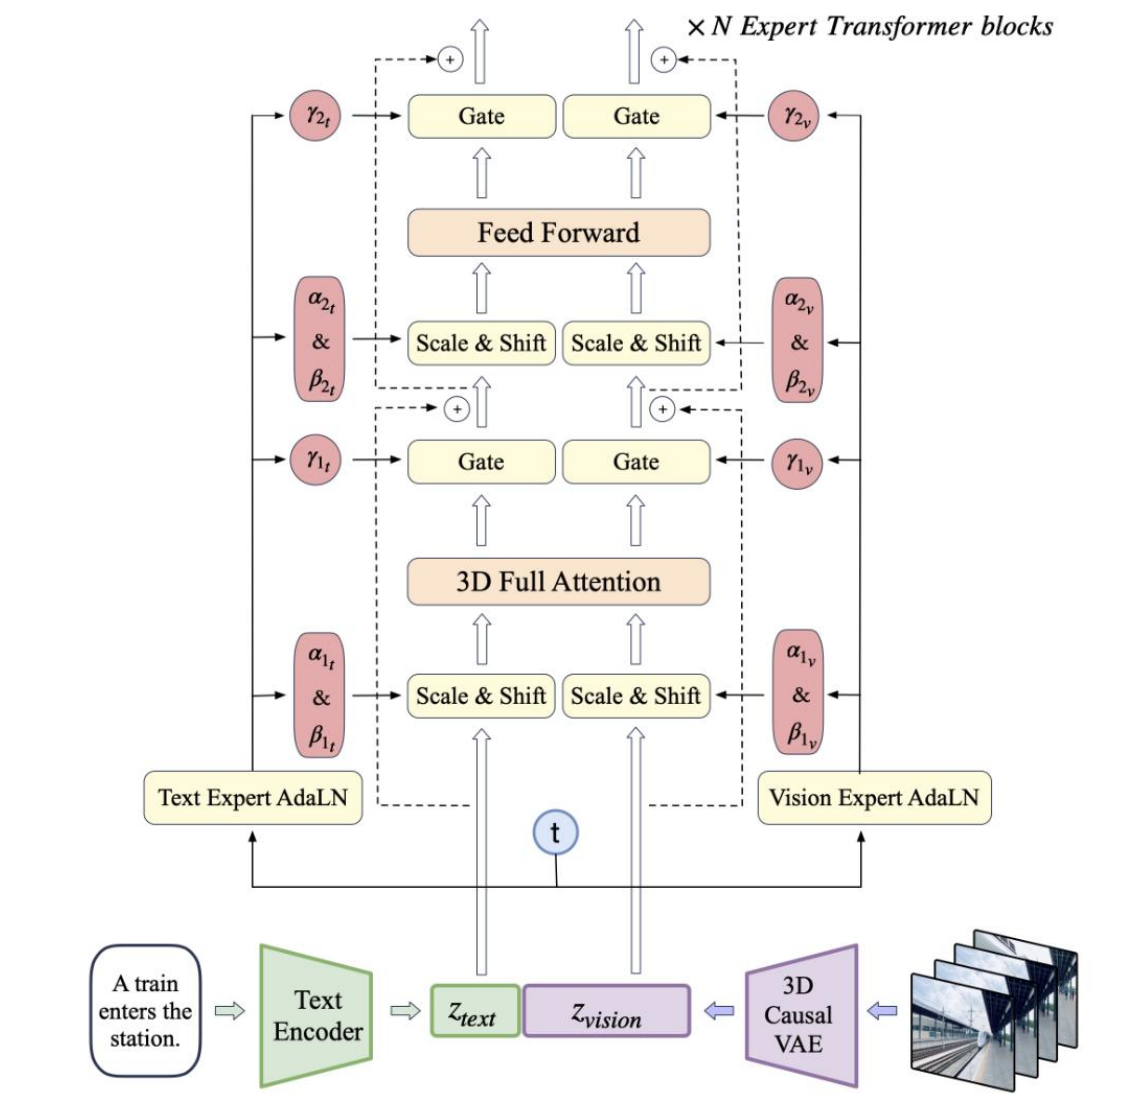 × N Expert Transformer blocks
γ2t
Gate
Gate
γ2v
Feed Forward
α2t
&
β2t
Scale & Shift
Scale & Shift
α2v
&
β2v
γ1t
Gate
Gate
γ1v
3D Full Attention
α1t
&
β1t
Scale & Shift
Scale & Shift
α1v
&
β1v
Text Expert AdaLN
Vision Expert AdaLN
t
A train
enters the
station.
Text
Encoder
ztext
zvision
3D
Causal
VAE